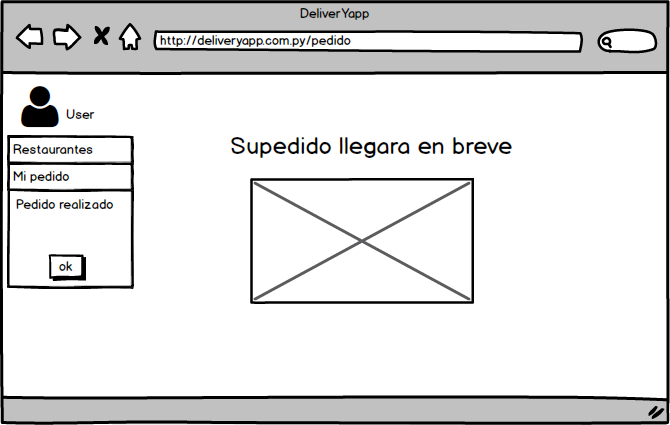 DeliverYapp
http://deliveryapp.com.py/pedido
User
Restaurantes
Mi pedido
Pedido realizado
ok
Supedido llegara en breve